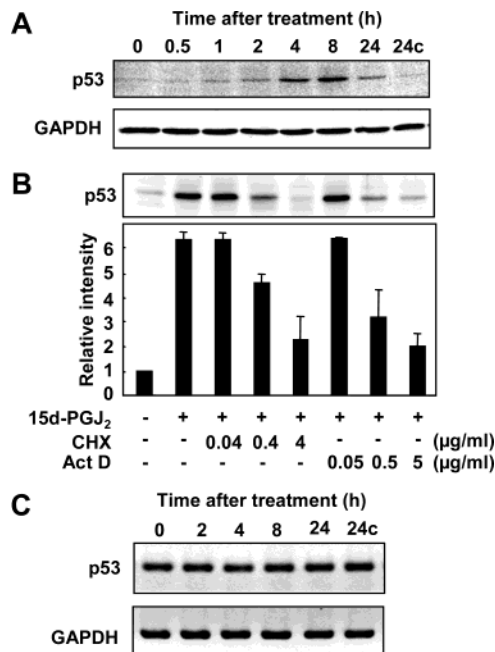 A
Time after treatment (h)
0 0.5 1 2 4 8 24 24c
p53
GAPDH
B
p53
Relative intensity
6
5
4
3
2
1
0
15d-PGJ₂ - + + + + + + +
CHX - - 0.04 0.4 4 - - - (μg/ml)
Act D - - - - - 0.05 0.5 5 (μg/ml)
C
Time after treatment (h)
0 2 4 8 24 24c
p53
GAPDH